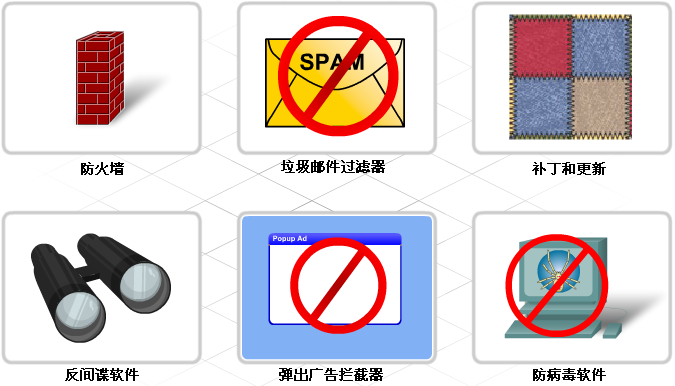 SPAM
防火墙
垃圾邮件过滤器
补丁和更新
Popup Ad
反间谍软件
弹出广告拦截器
防病毒软件